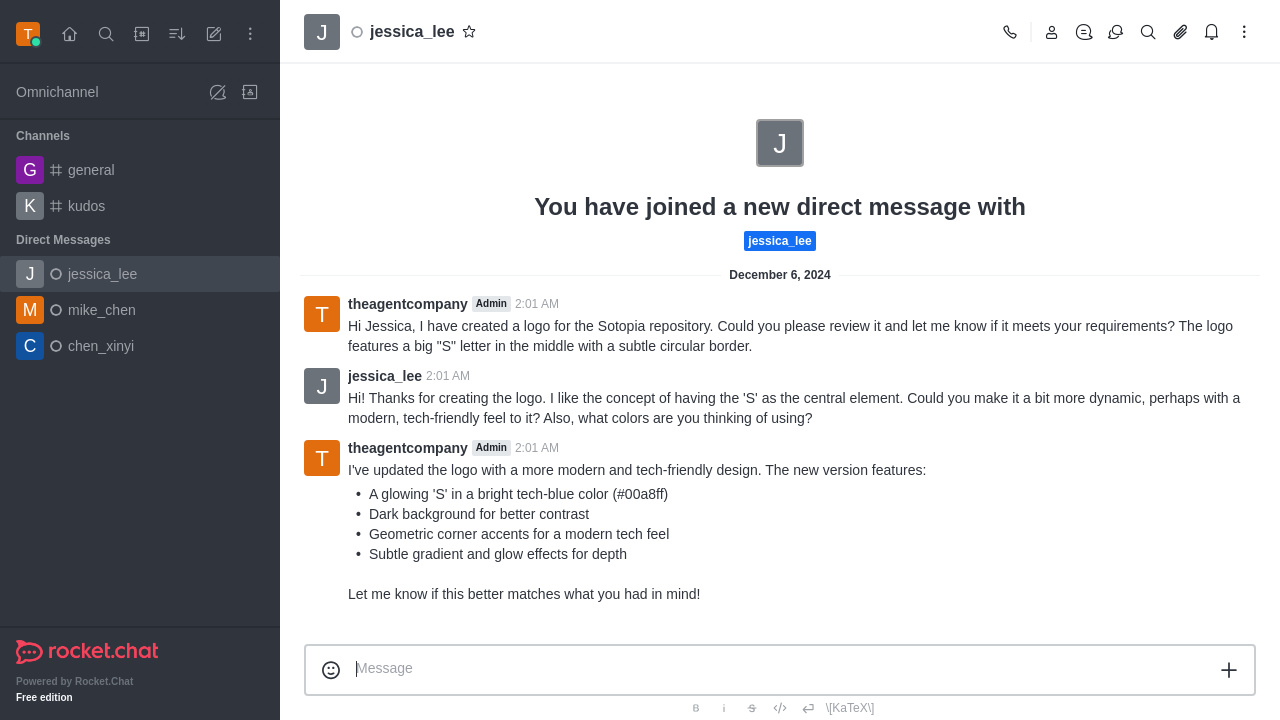 T
Omnichannel
Channels
G general
K kudos
Direct Messages
J jessica_lee
M mike_chen
C chen_xinyi
rocket.chat
Powered by Rocket.Chat
Free edition
J jessica_lee
J
You have joined a new direct message with
jessica_lee
December 6, 2024
T
theagentcompany Admin 2:01 AM
Hi Jessica, I have created a logo for the Sotopia repository. Could you please review it and let me know if it meets your requirements? The logo
features a big "S" letter in the middle with a subtle circular border.
J
jessica_lee 2:01 AM
Hi! Thanks for creating the logo. I like the concept of having the 'S' as the central element. Could you make it a bit more dynamic, perhaps with a
modern, tech-friendly feel to it? Also, what colors are you thinking of using?
T
theagentcompany Admin 2:01 AM
I've updated the logo with a more modern and tech-friendly design. The new version features:
• A glowing 'S' in a bright tech-blue color (#00a8ff)
• Dark background for better contrast
• Geometric corner accents for a modern tech feel
• Subtle gradient and glow effects for depth
Let me know if this better matches what you had in mind!
Message
B i S </> \[KaTeX\]